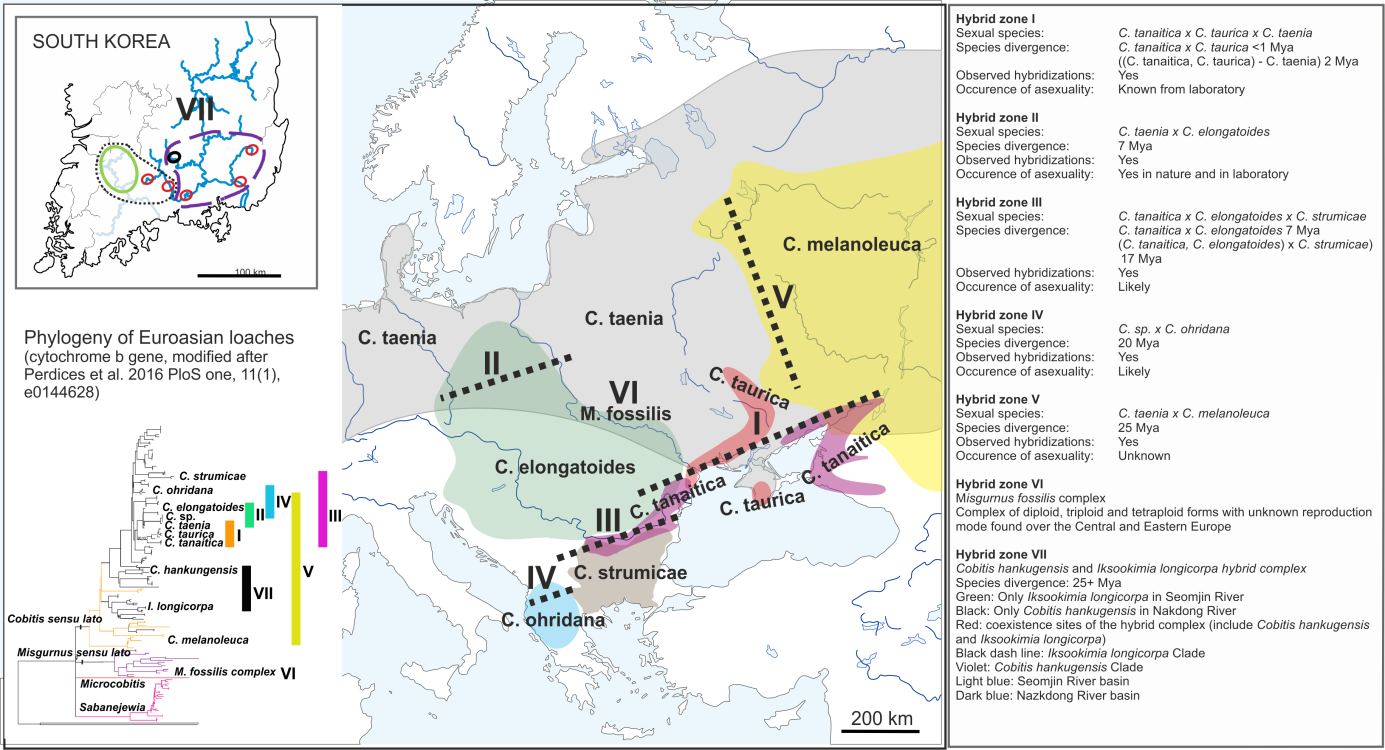 SOUTH KOREA
VII
100 km
Phylogeny of Euroasian loaches
(cytochrome b gene, modified after
Perdices et al. 2016 PloS one, 11(1),
e0144628)
C. strumicae
C. ohridana
C. elongatoides
C. sp.
C. taenia
C. taurica
C. tanaitica
I
II
IV
III
V
C. hankungensis
VII
I. longicorpa
Cobitis sensu lato
C. melanoleuca
Misgurnus sensu lato
M. fossilis complex
VI
Microcobitis
Sabanejewia
C. melanoleuca
V
C. taenia
C. taenia
II
VI
M. fossilis
C. taurica
I
C. elongatoides
C. tanaitica
C. tanaitica
C. taurica
III
IV
C. strumicae
C. ohridana
200 km
Hybrid zone I
Sexual species: C. tanaitica x C. taurica x C. taenia
Species divergence: C. tanaitica x C. taurica <1 Mya
((C. tanaitica, C. taurica) - C. taenia) 2 Mya
Observed hybridizations: Yes
Occurence of asexuality: Known from laboratory
Hybrid zone II
Sexual species: C. taenia x C. elongatoides
Species divergence: 7 Mya
Observed hybridizations: Yes
Occurence of asexuality: Yes in nature and in laboratory
Hybrid zone III
Sexual species: C. tanaitica x C. elongatoides x C. strumicae
Species divergence: C. tanaitica x C. elongatoides 7 Mya
(C. tanaitica, C. elongatoides) x C. strumicae)
17 Mya
Observed hybridizations: Yes
Occurence of asexuality: Likely
Hybrid zone IV
Sexual species: C. sp. x C. ohridana
Species divergence: 20 Mya
Observed hybridizations: Yes
Occurence of asexuality: Likely
Hybrid zone V
Sexual species: C. taenia x C. melanoleuca
Species divergence: 25 Mya
Observed hybridizations: Yes
Occurence of asexuality: Unknown
Hybrid zone VI
Misgurnus fossilis complex
Complex of diploid, triploid and tetraploid forms with unknown reproduction
mode found over the Central and Eastern Europe
Hybrid zone VII
Cobitis hankugensis and Iksookimia longicorpa hybrid complex
Species divergence: 25+ Mya
Green: Only Iksookimia longicorpa in Seomjin River
Black: Only Cobitis hankugensis in Nakdong River
Red: coexistence sites of the hybrid complex (include Cobitis hankugensis
and Iksookimia longicorpa)
Black dash line: Iksookimia longicorpa Clade
Violet: Cobitis hankugensis Clade
Light blue: Seomjin River basin
Dark blue: Nazkdong River basin